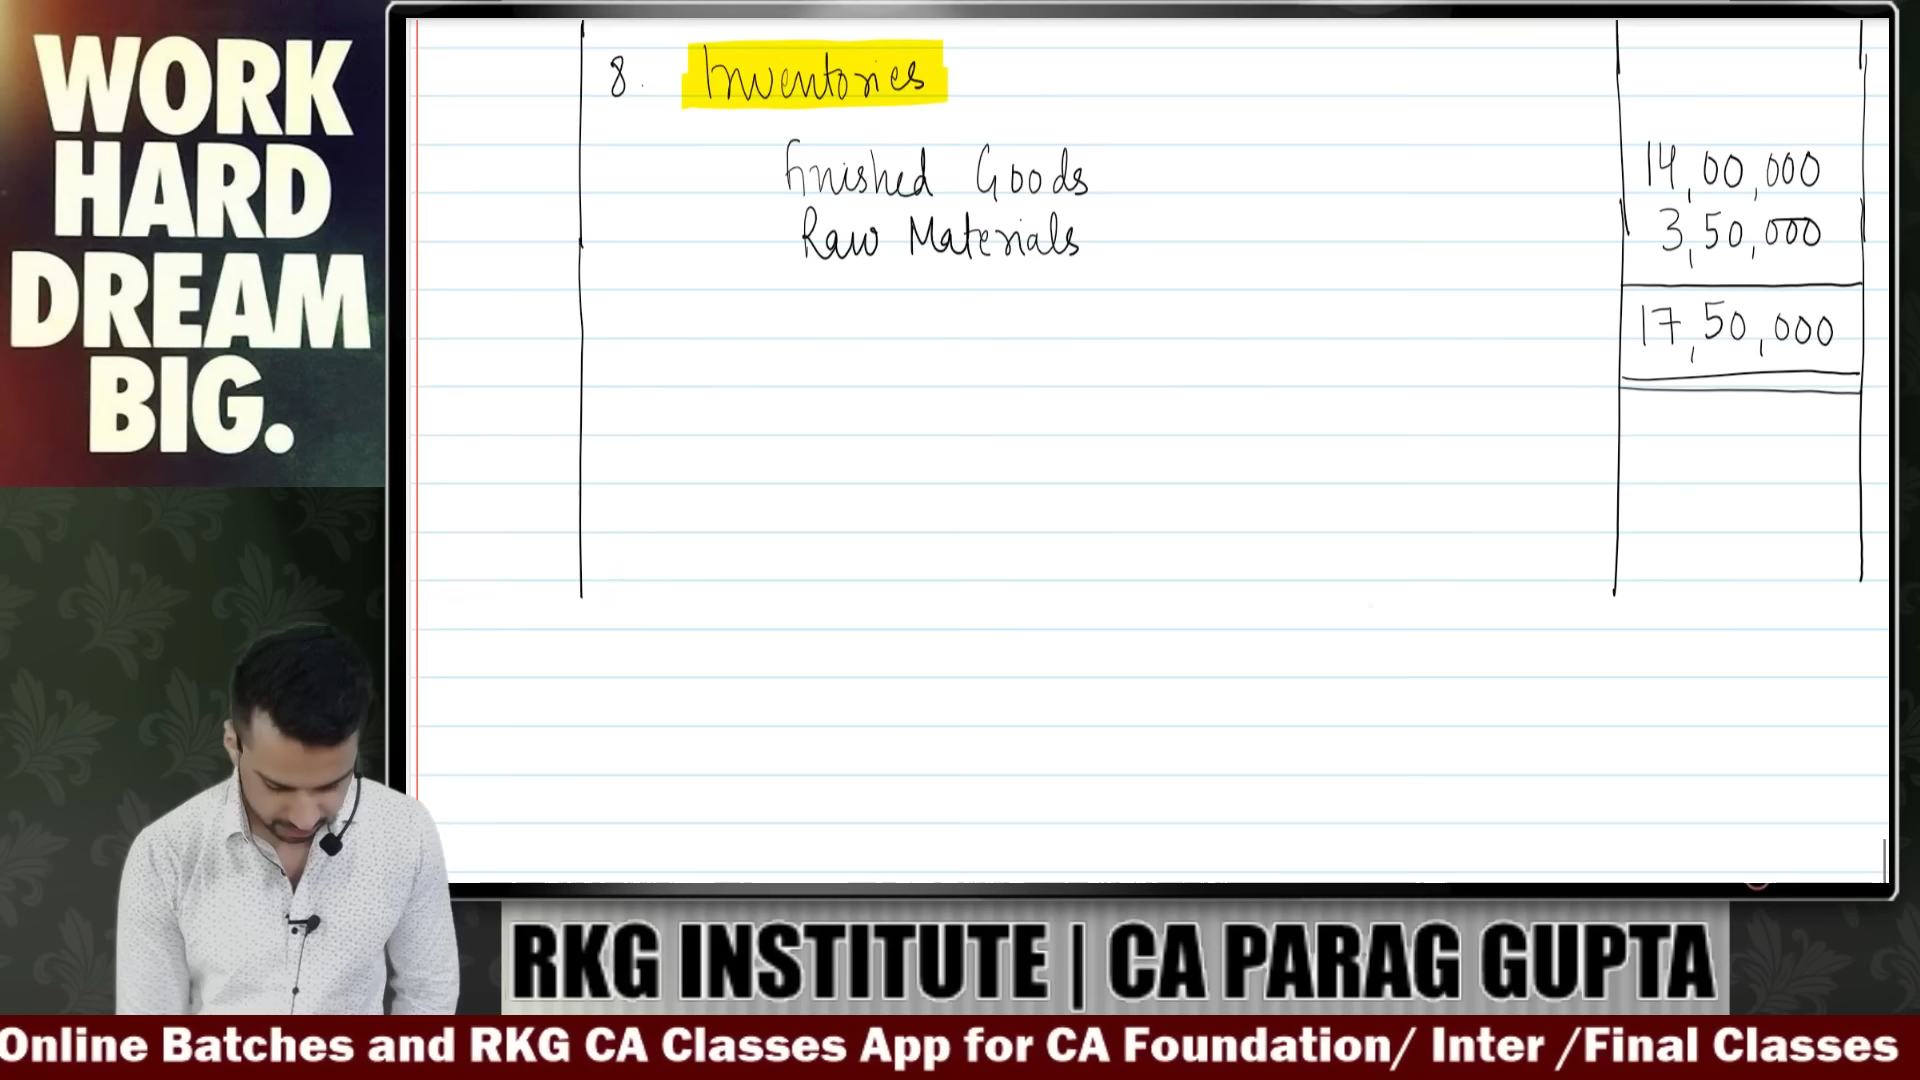 WORK
HARD
DREAM
BIG.
8. Inventories
Finished Goods 14,00,000
Raw Materials 3,50,000
17,50,000
RKG INSTITUTE | CA PARAG GUPTA
Online Batches and RKG CA Classes App for CA Foundation/ Inter /Final Classes